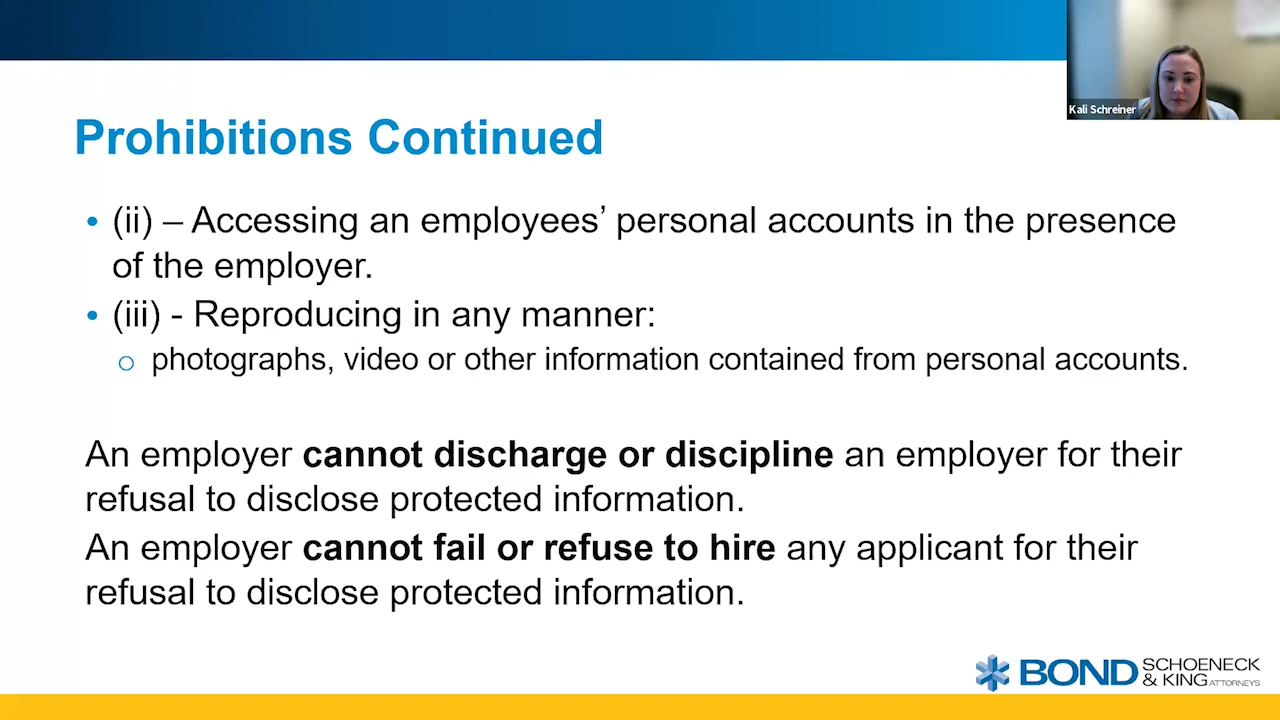 Kali Schreiner
Prohibitions Continued
• (ii) – Accessing an employees’ personal accounts in the presence
of the employer.
• (iii) - Reproducing in any manner:
o photographs, video or other information contained from personal accounts.
An employer cannot discharge or discipline an employer for their
refusal to disclose protected information.
An employer cannot fail or refuse to hire any applicant for their
refusal to disclose protected information.
BOND SCHOENECK
& KING ATTORNEYS